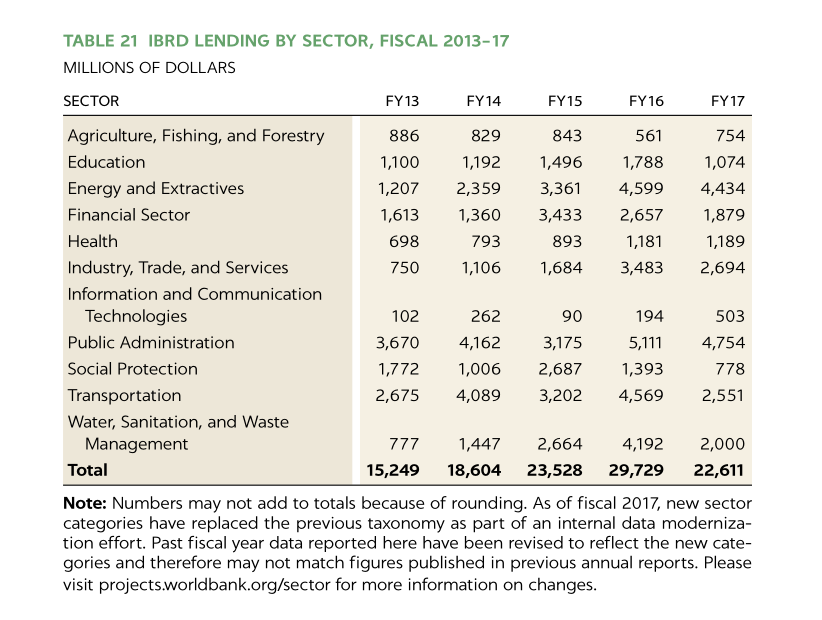 TABLE 21 IBRD LENDING BY SECTOR, FISCAL 2013–17
MILLIONS OF DOLLARS
SECTOR FY13 FY14 FY15 FY16 FY17
Agriculture, Fishing, and Forestry 886 829 843 561 754
Education 1,100 1,192 1,496 1,788 1,074
Energy and Extractives 1,207 2,359 3,361 4,599 4,434
Financial Sector 1,613 1,360 3,433 2,657 1,879
Health 698 793 893 1,181 1,189
Industry, Trade, and Services 750 1,106 1,684 3,483 2,694
Information and Communication
Technologies 102 262 90 194 503
Public Administration 3,670 4,162 3,175 5,111 4,754
Social Protection 1,772 1,006 2,687 1,393 778
Transportation 2,675 4,089 3,202 4,569 2,551
Water, Sanitation, and Waste
Management 777 1,447 2,664 4,192 2,000
Total 15,249 18,604 23,528 29,729 22,611
Note: Numbers may not add to totals because of rounding. As of fiscal 2017, new sector
categories have replaced the previous taxonomy as part of an internal data moderniza-
tion effort. Past fiscal year data reported here have been revised to reflect the new cate-
gories and therefore may not match figures published in previous annual reports. Please
visit projects.worldbank.org/sector for more information on changes.